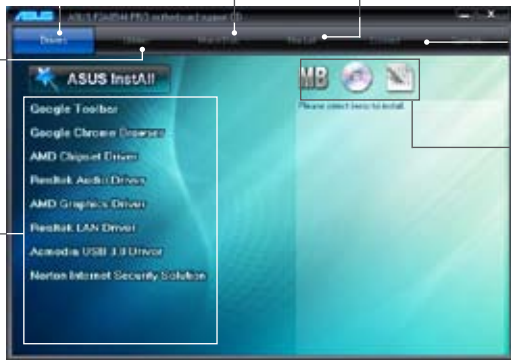 ASUS
Drivers
ASUS InstAll
Google Toolbar
Google Chrome Browser
AMD Chipset Driver
Realtek Audio Driver
AMD Graphics Driver
Realtek LAN Driver
Asmedia USB 3.0 Driver
Norton Internet Security Solution
MB
Please select items to install.